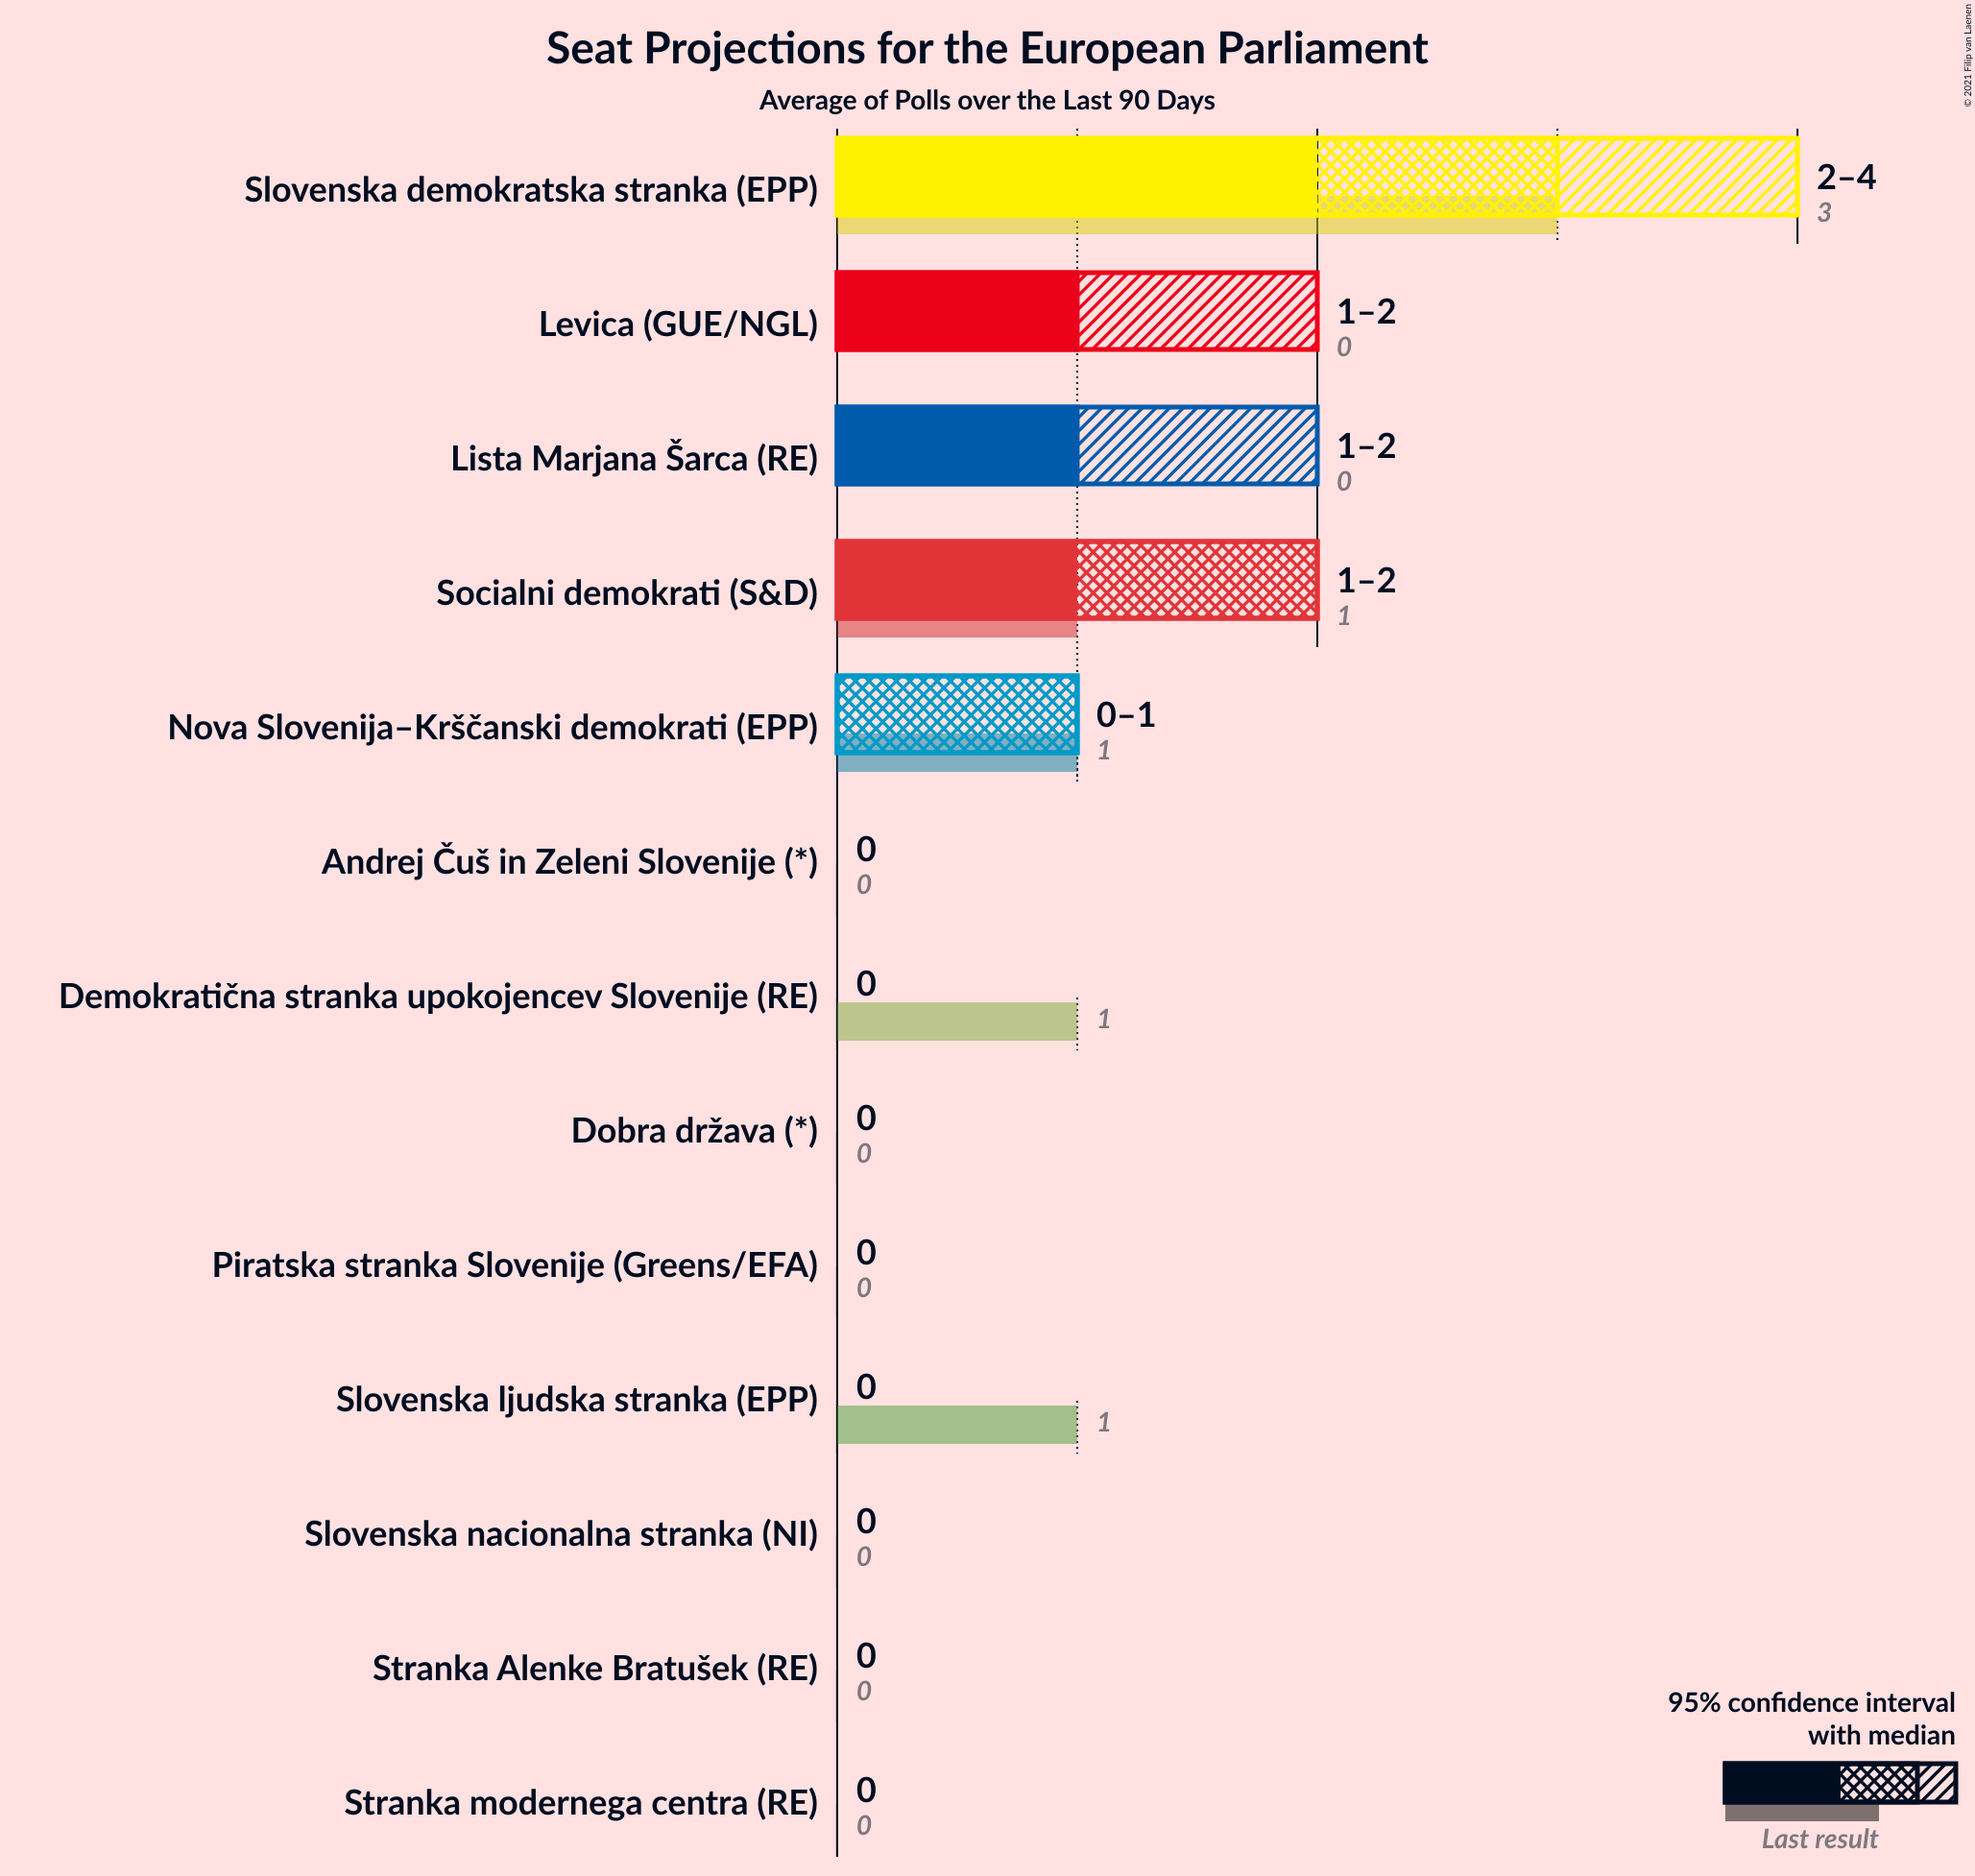 Seat Projections for the European Parliament
Average of Polls over the Last 90 Days
© 2021 Filip van Laenen
Slovenska demokratska stranka (EPP)
2–4
3
Levica (GUE/NGL)
1–2
0
Lista Marjana Šarca (RE)
1–2
0
Socialni demokrati (S&D)
1–2
1
Nova Slovenija–Krščanski demokrati (EPP)
0–1
1
Andrej Čuš in Zeleni Slovenije (*)
0
0
Demokratična stranka upokojencev Slovenije (RE)
0
1
Dobra država (*)
0
0
Piratska stranka Slovenije (Greens/EFA)
0
0
Slovenska ljudska stranka (EPP)
0
1
Slovenska nacionalna stranka (NI)
0
0
Stranka Alenke Bratušek (RE)
0
0
Stranka modernega centra (RE)
0
0
95% confidence interval
with median
Last result